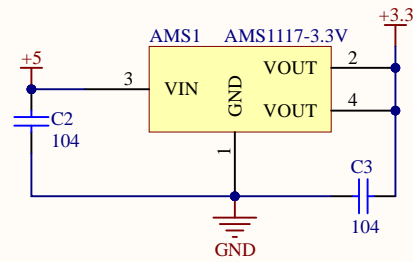 +3.3
AMS1 AMS1117-3.3V
+5
3 VIN GND VOUT 2
VOUT 4
C2
104
1
C3
104
GND